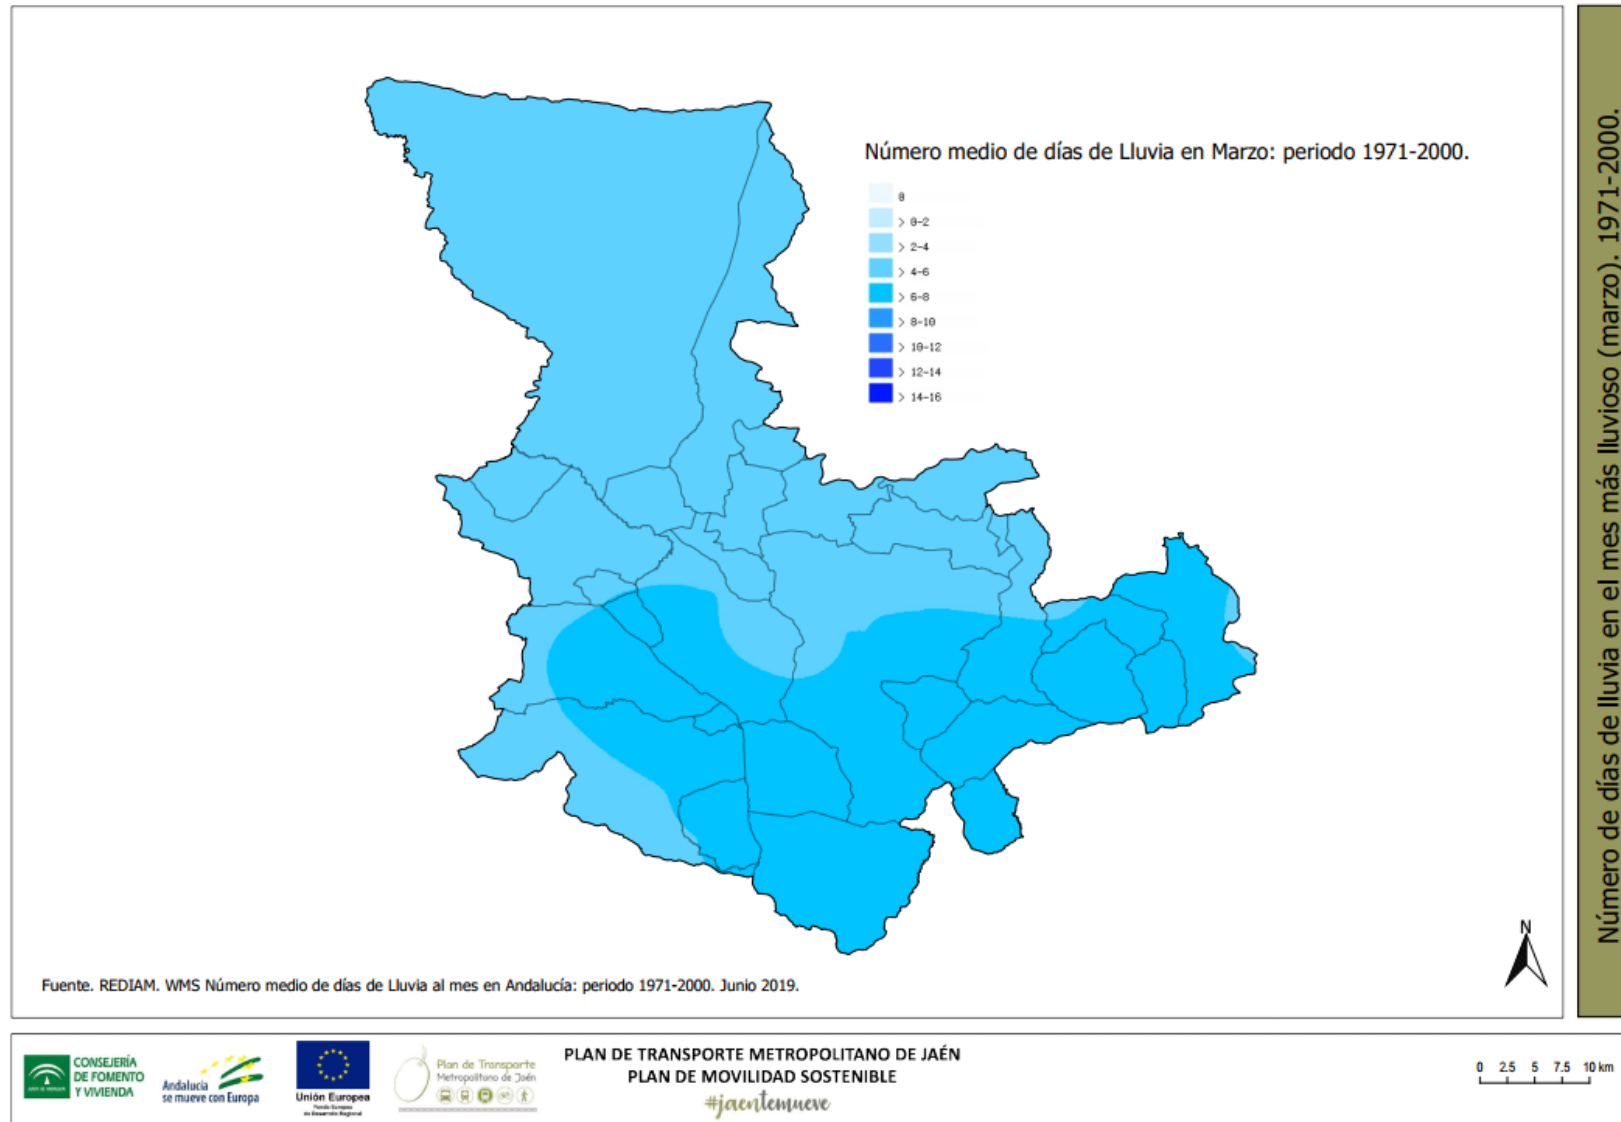 Número medio de días de Lluvia en Marzo: periodo 1971-2000.
0
> 0-2
> 2-4
> 4-6
> 6-8
> 8-10
> 10-12
> 12-14
> 14-16
Número de días de lluvia en el mes más lluvioso (marzo). 1971-2000.
N
Fuente. REDIAM. WMS Número medio de días de Lluvia al mes en Andalucía: periodo 1971-2000. Junio 2019.
CONSEJERÍA
DE FOMENTO
Y VIVIENDA
Andalucía
se mueve con Europa
Unión Europea
Fondo Europeo
de Desarrollo Regional
Plan de Transporte
Metropolitano de Jaén
PLAN DE TRANSPORTE METROPOLITANO DE JAÉN
PLAN DE MOVILIDAD SOSTENIBLE
#jaentemueve
0 2.5 5 7.5 10 km